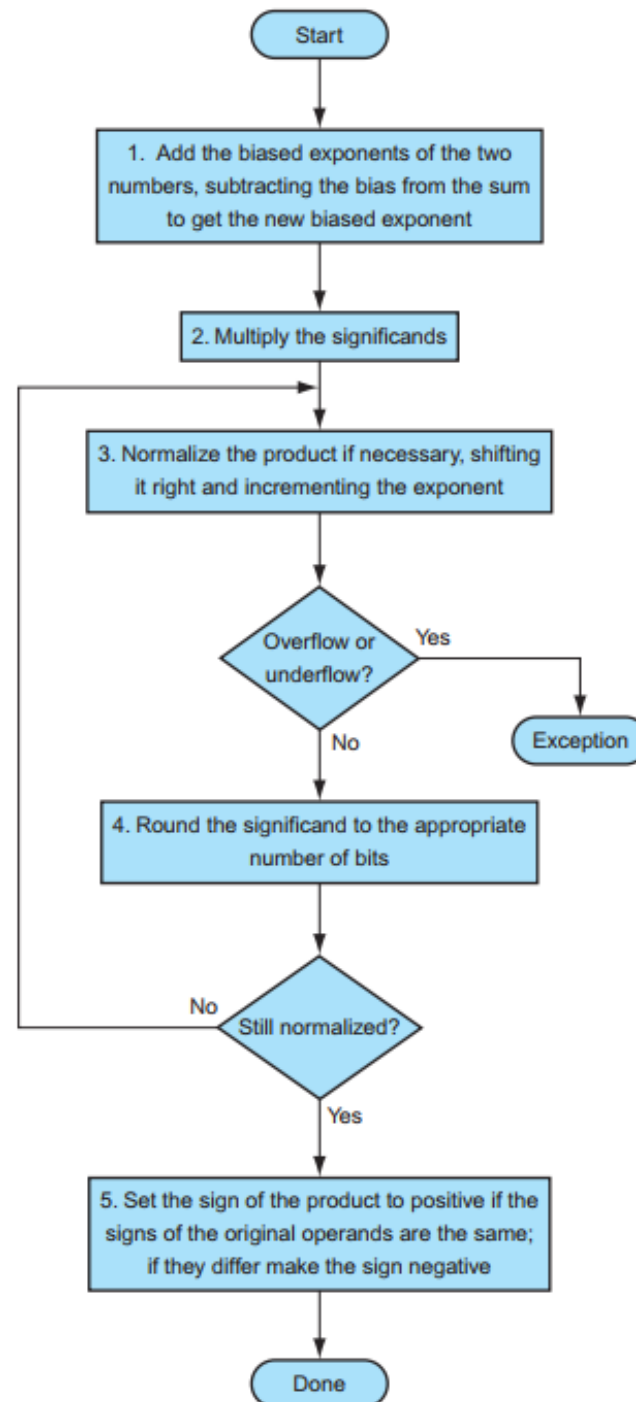 Start
1. Add the biased exponents of the two
numbers, subtracting the bias from the sum
to get the new biased exponent
2. Multiply the significands
3. Normalize the product if necessary, shifting
it right and incrementing the exponent
Overflow or
underflow?
Yes
No
Exception
4. Round the significand to the appropriate
number of bits
No
Still normalized?
Yes
5. Set the sign of the product to positive if the
signs of the original operands are the same;
if they differ make the sign negative
Done